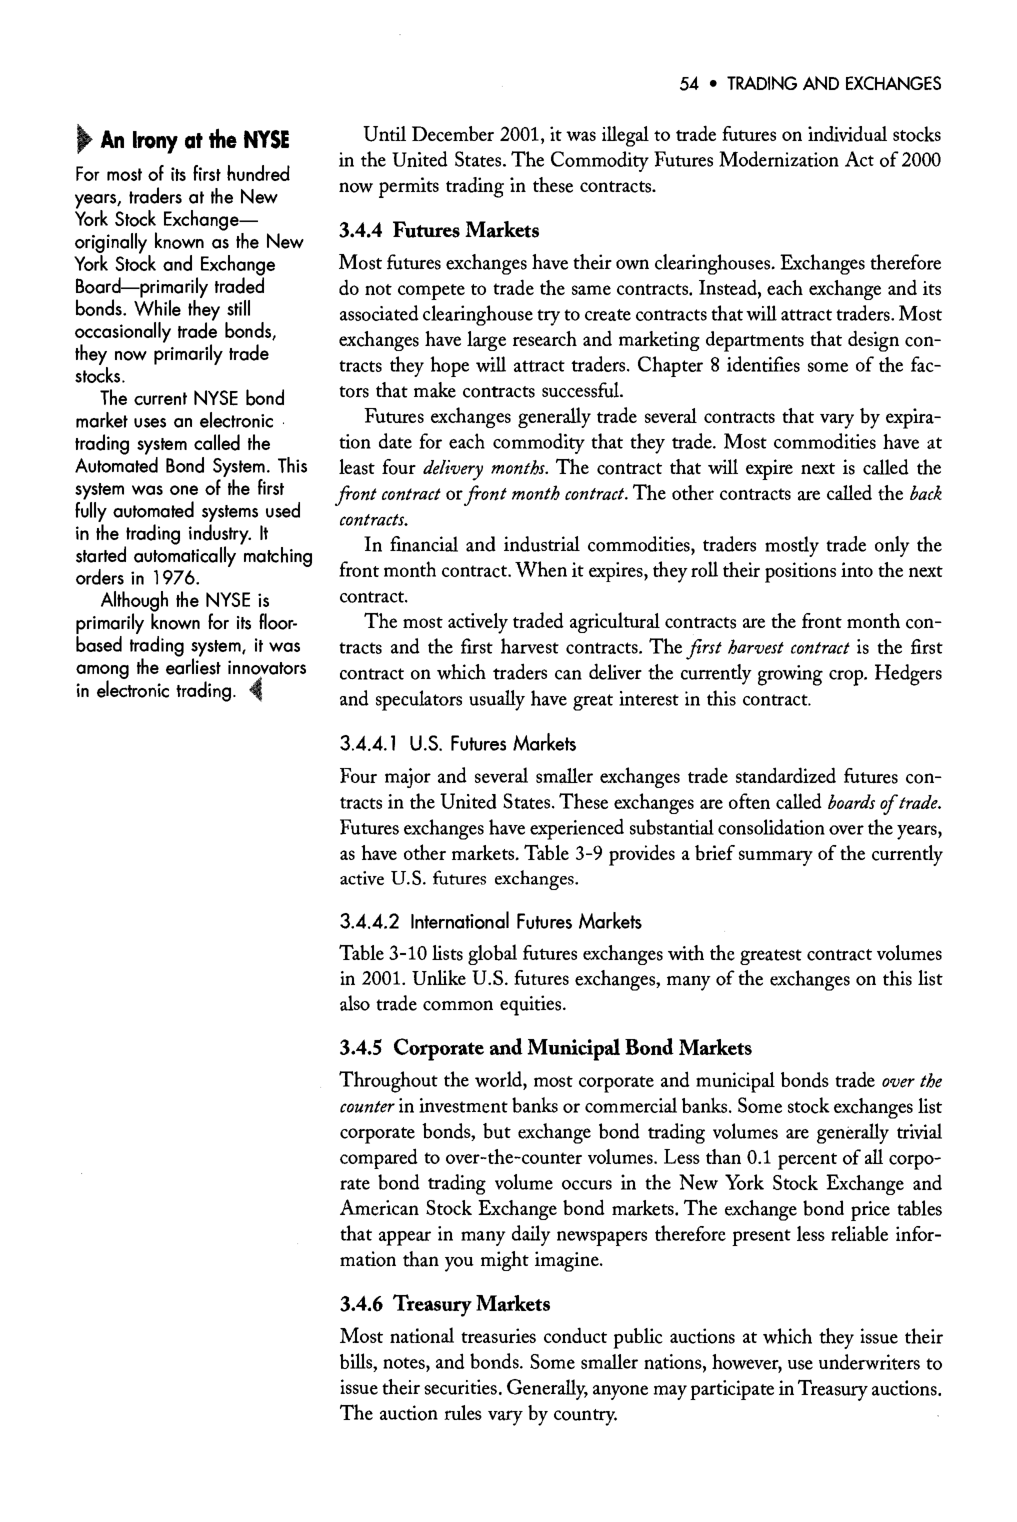 54 • TRADING AND EXCHANGES
An Irony at the NYSE
For most of its first hundred
years, traders at the New
York Stock Exchange—
originally known as the New
York Stock and Exchange
Board—primarily traded
bonds. While they still
occasionally trade bonds,
they now primarily trade
stocks.
The current NYSE bond
market uses an electronic
trading system called the
Automated Bond System. This
system was one of the first
fully automated systems used
in the trading industry. It
started automatically matching
orders in 1976.
Although the NYSE is
primarily known for its floor-
based trading system, it was
among the earliest innovators
in electronic trading.
Until December 2001, it was illegal to trade futures on individual stocks
in the United States. The Commodity Futures Modernization Act of 2000
now permits trading in these contracts.
3.4.4 Futures Markets
Most futures exchanges have their own clearinghouses. Exchanges therefore
do not compete to trade the same contracts. Instead, each exchange and its
associated clearinghouse try to create contracts that will attract traders. Most
exchanges have large research and marketing departments that design con-
tracts they hope will attract traders. Chapter 8 identifies some of the fac-
tors that make contracts successful.
Futures exchanges generally trade several contracts that vary by expira-
tion date for each commodity that they trade. Most commodities have at
least four delivery months. The contract that will expire next is called the
front contract or front month contract. The other contracts are called the back
contracts.
In financial and industrial commodities, traders mostly trade only the
front month contract. When it expires, they roll their positions into the next
contract.
The most actively traded agricultural contracts are the front month con-
tracts and the first harvest contracts. The first harvest contract is the first
contract on which traders can deliver the currently growing crop. Hedgers
and speculators usually have great interest in this contract.
3.4.4.1 U.S. Futures Markets
Four major and several smaller exchanges trade standardized futures con-
tracts in the United States. These exchanges are often called boards of trade.
Futures exchanges have experienced substantial consolidation over the years,
as have other markets. Table 3-9 provides a brief summary of the currently
active U.S. futures exchanges.
3.4.4.2 International Futures Markets
Table 3-10 lists global futures exchanges with the greatest contract volumes
in 2001. Unlike U.S. futures exchanges, many of the exchanges on this list
also trade common equities.
3.4.5 Corporate and Municipal Bond Markets
Throughout the world, most corporate and municipal bonds trade over the
counter in investment banks or commercial banks. Some stock exchanges list
corporate bonds, but exchange bond trading volumes are generally trivial
compared to over-the-counter volumes. Less than 0.1 percent of all corpo-
rate bond trading volume occurs in the New York Stock Exchange and
American Stock Exchange bond markets. The exchange bond price tables
that appear in many daily newspapers therefore present less reliable infor-
mation than you might imagine.
3.4.6 Treasury Markets
Most national treasuries conduct public auctions at which they issue their
bills, notes, and bonds. Some smaller nations, however, use underwriters to
issue their securities. Generally, anyone may participate in Treasury auctions.
The auction rules vary by country.